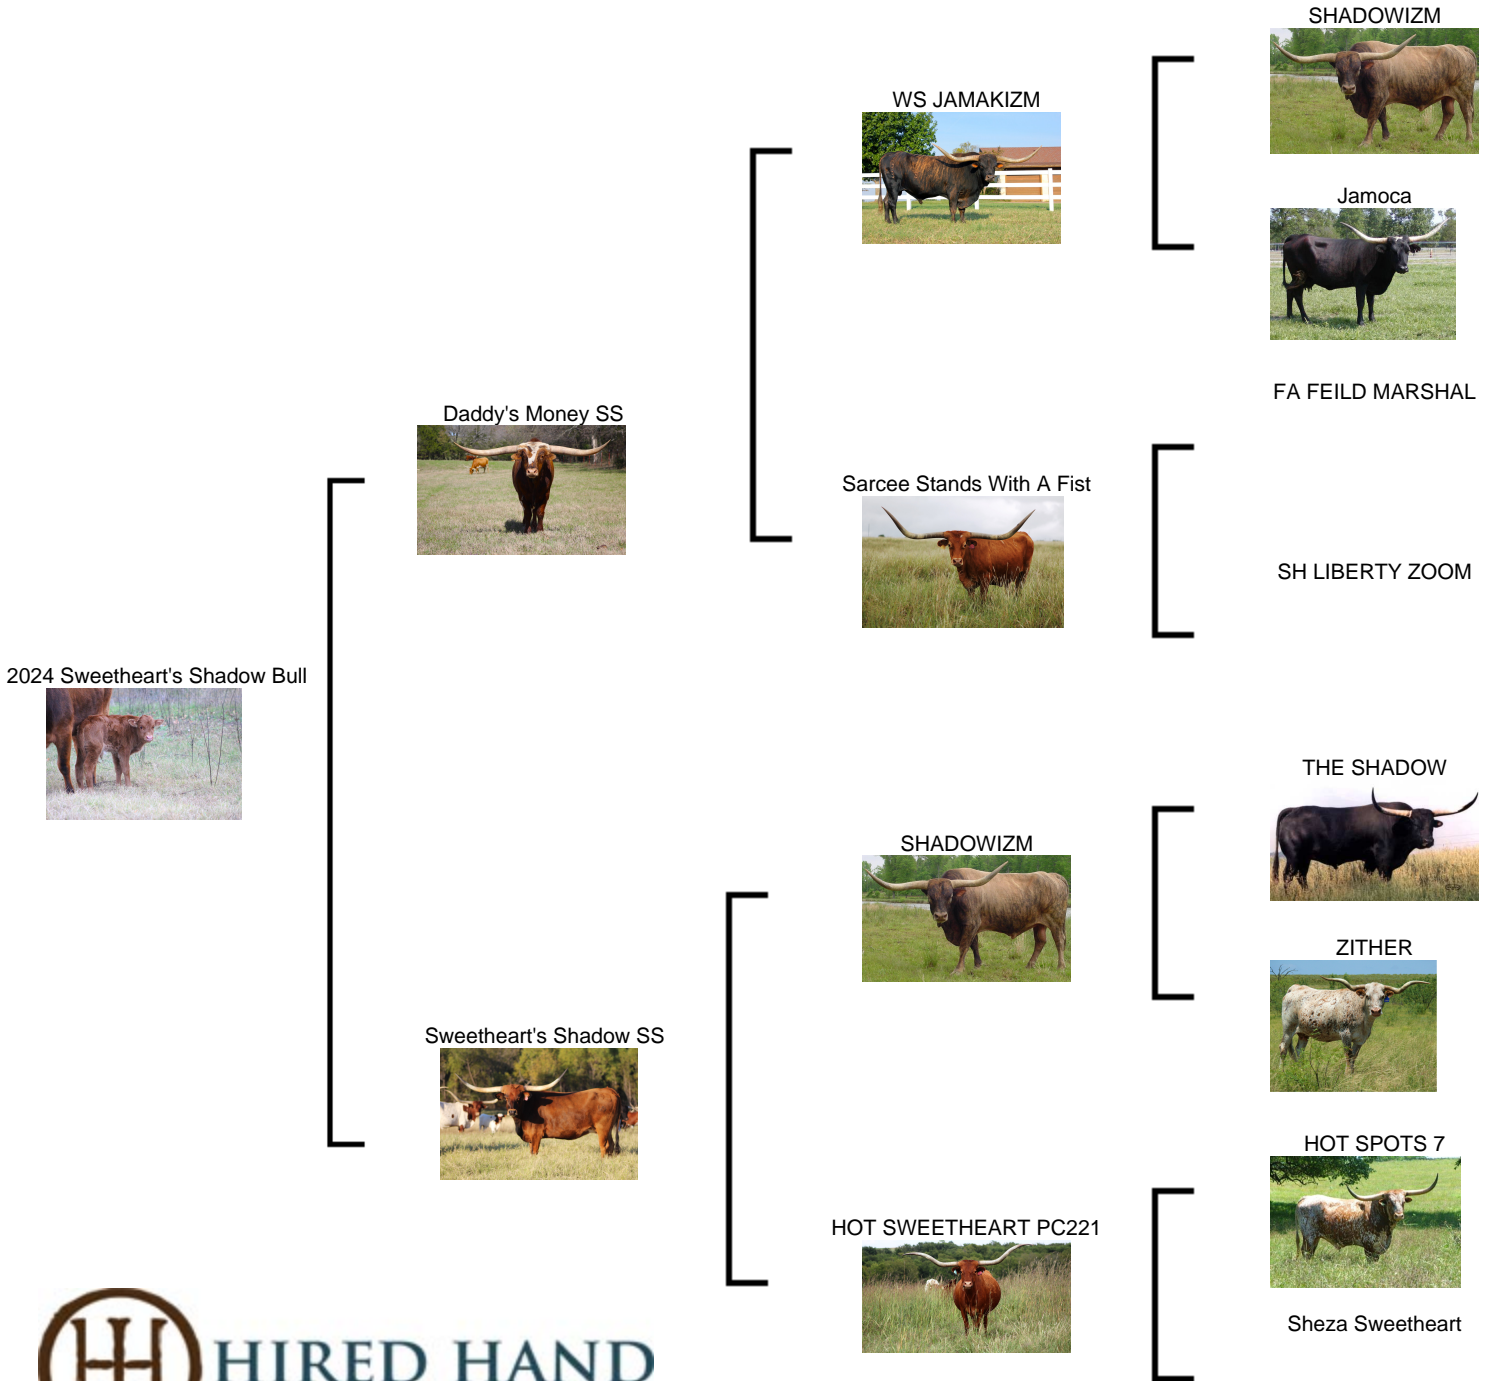 SHADOWIZM
WS JAMAKIZM
Jamoca
FA FEILD MARSHAL
Daddy's Money SS
Sarcee Stands With A Fist
SH LIBERTY ZOOM
2024 Sweetheart's Shadow Bull
THE SHADOW
SHADOWIZM
ZITHER
Sweetheart's Shadow SS
HOT SPOTS 7
HOT SWEETHEART PC221
Sheza Sweetheart
HIRED HAND